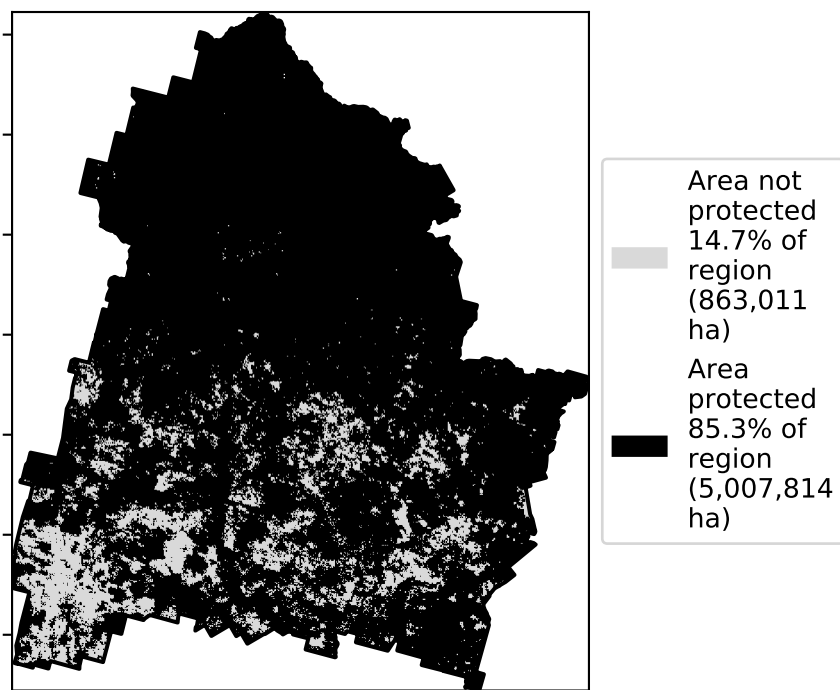 Area not
protected
14.7% of
region
(863,011
ha)
Area
protected
85.3% of
region
(5,007,814
ha)